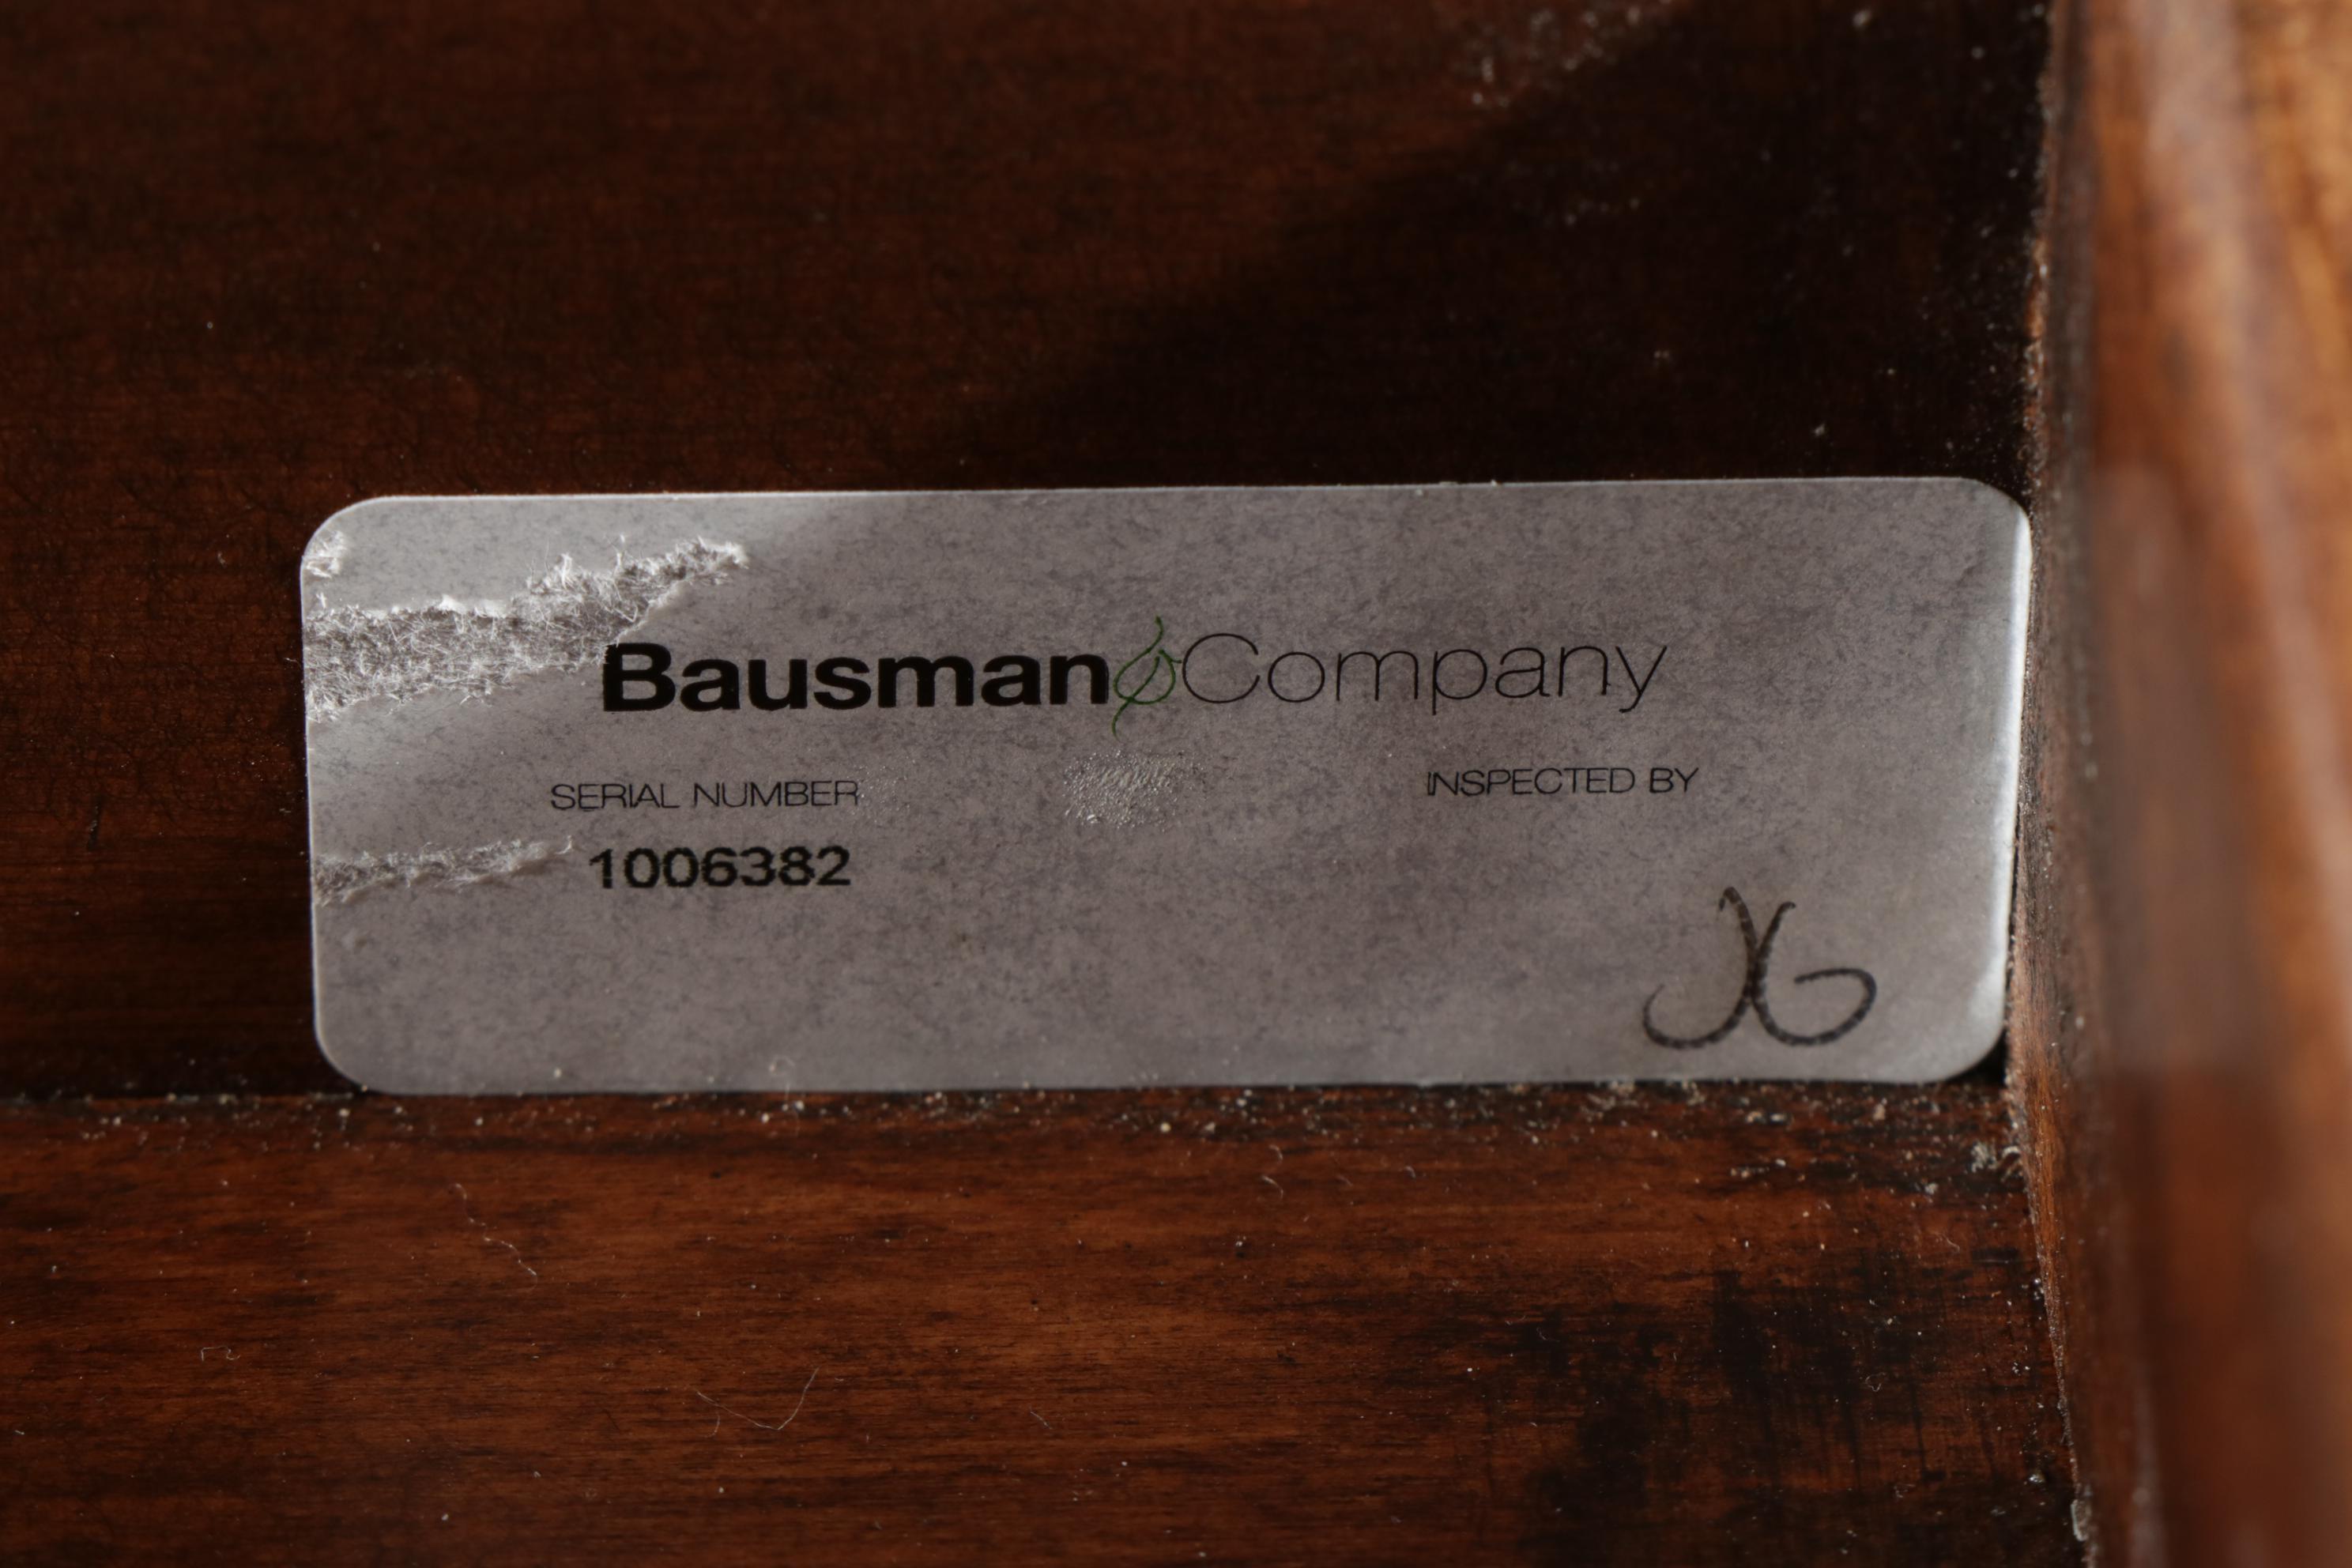 Bausman & Company
SERIAL NUMBER
INSPECTED BY
1006382